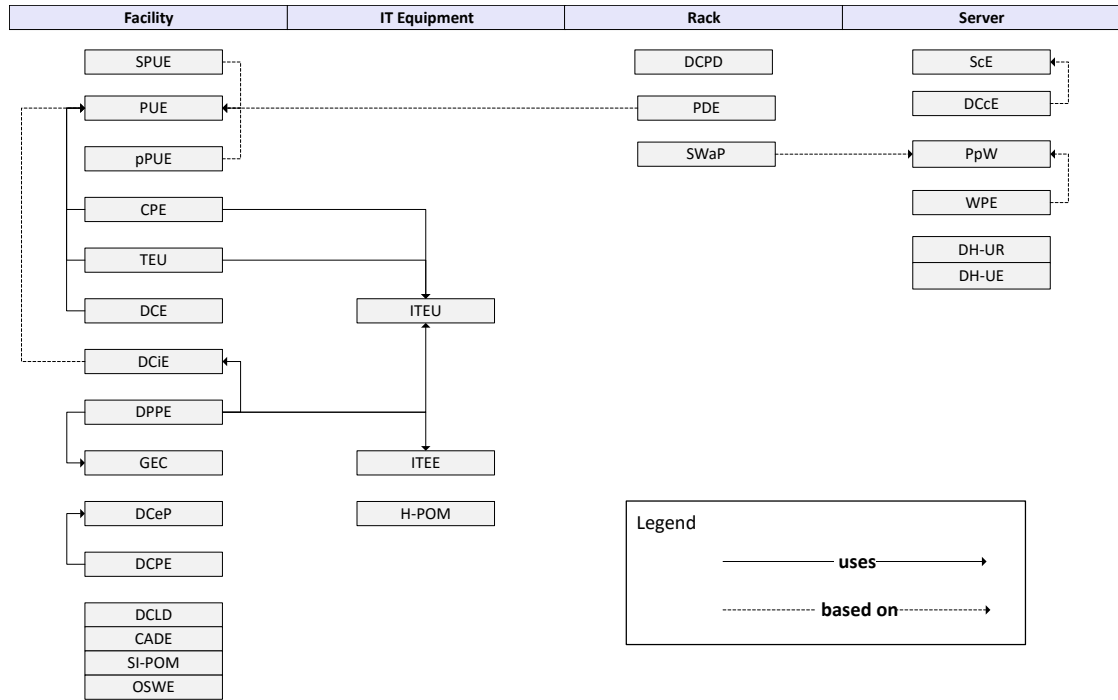 Facility IT Equipment Rack Server
SPUE DCPD ScE
PUE PDE DCcE
pPUE SWaP PpW
CPE WPE
TEU DH-UR
DH-UE
DCE ITEU
DCiE
DPPE
GEC ITEE
DCeP H-POM
Legend
DCPE uses
based on
DCLD
CADE
SI-POM
OSWE